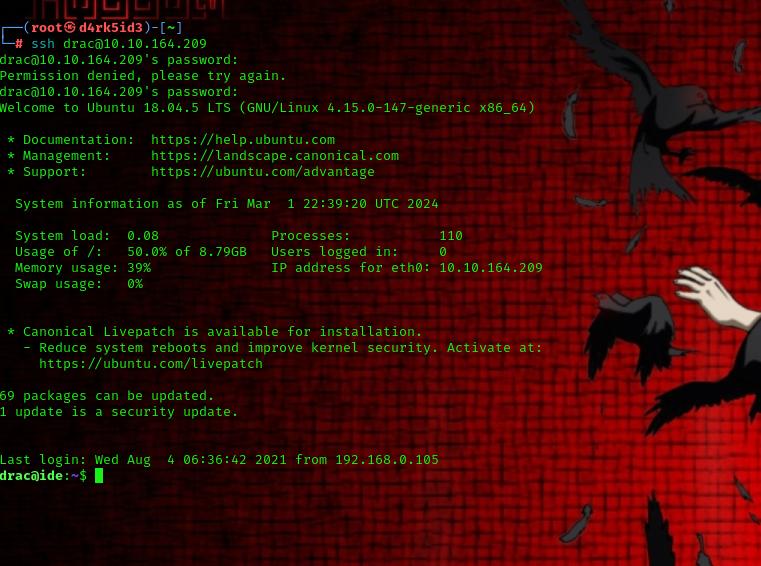 ┌──(root㉿d4rk5id3)-[~]
└─# ssh drac@10.10.164.209
drac@10.10.164.209's password:
Permission denied, please try again.
drac@10.10.164.209's password:
Welcome to Ubuntu 18.04.5 LTS (GNU/Linux 4.15.0-147-generic x86_64)
* Documentation:  https://help.ubuntu.com
* Management:     https://landscape.canonical.com
* Support:        https://ubuntu.com/advantage
System information as of Fri Mar  1 22:39:20 UTC 2024
System load:  0.08              Processes:           110
Usage of /:   50.0% of 8.79GB   Users logged in:     0
Memory usage: 39%               IP address for eth0: 10.10.164.209
Swap usage:   0%
* Canonical Livepatch is available for installation.
- Reduce system reboots and improve kernel security. Activate at:
https://ubuntu.com/livepatch
69 packages can be updated.
1 update is a security update.
Last login: Wed Aug  4 06:36:42 2021 from 192.168.0.105
drac@ide:~$